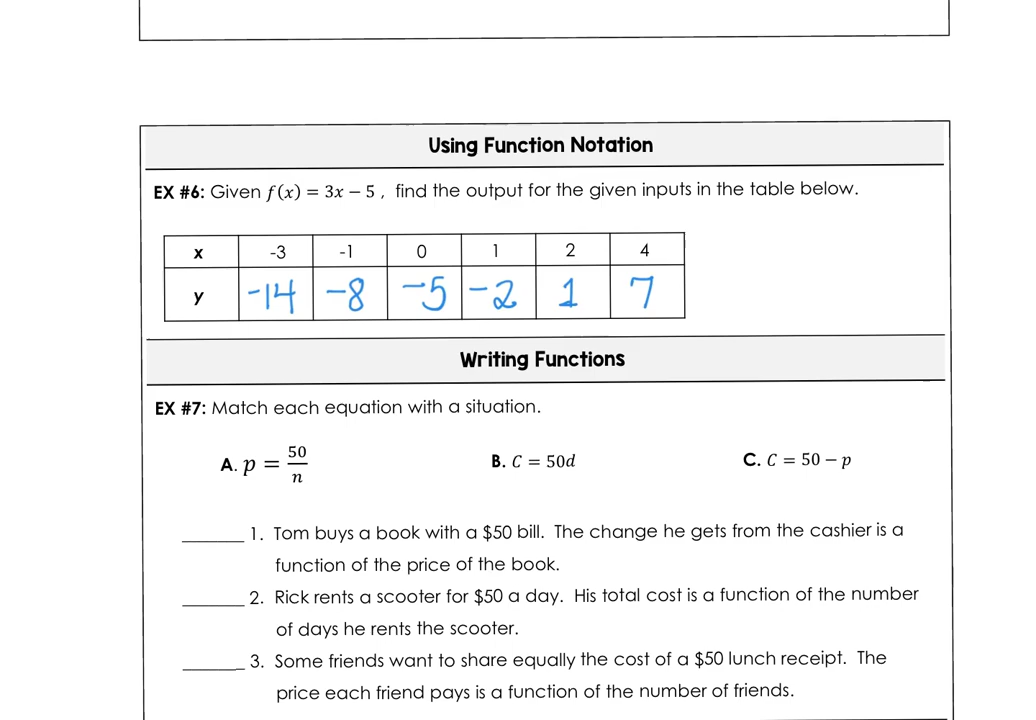 Using Function Notation
EX #6: Given f(x) = 3x − 5 , find the output for the given inputs in the table below.
x -3 -1 0 1 2 4
y -14 -8 -5 -2 1 7
Writing Functions
EX #7: Match each equation with a situation.
A. p = 50/n B. C = 50d C. C = 50 − p
______ 1. Tom buys a book with a $50 bill. The change he gets from the cashier is a
function of the price of the book.
______ 2. Rick rents a scooter for $50 a day. His total cost is a function of the number
of days he rents the scooter.
______ 3. Some friends want to share equally the cost of a $50 lunch receipt. The
price each friend pays is a function of the number of friends.